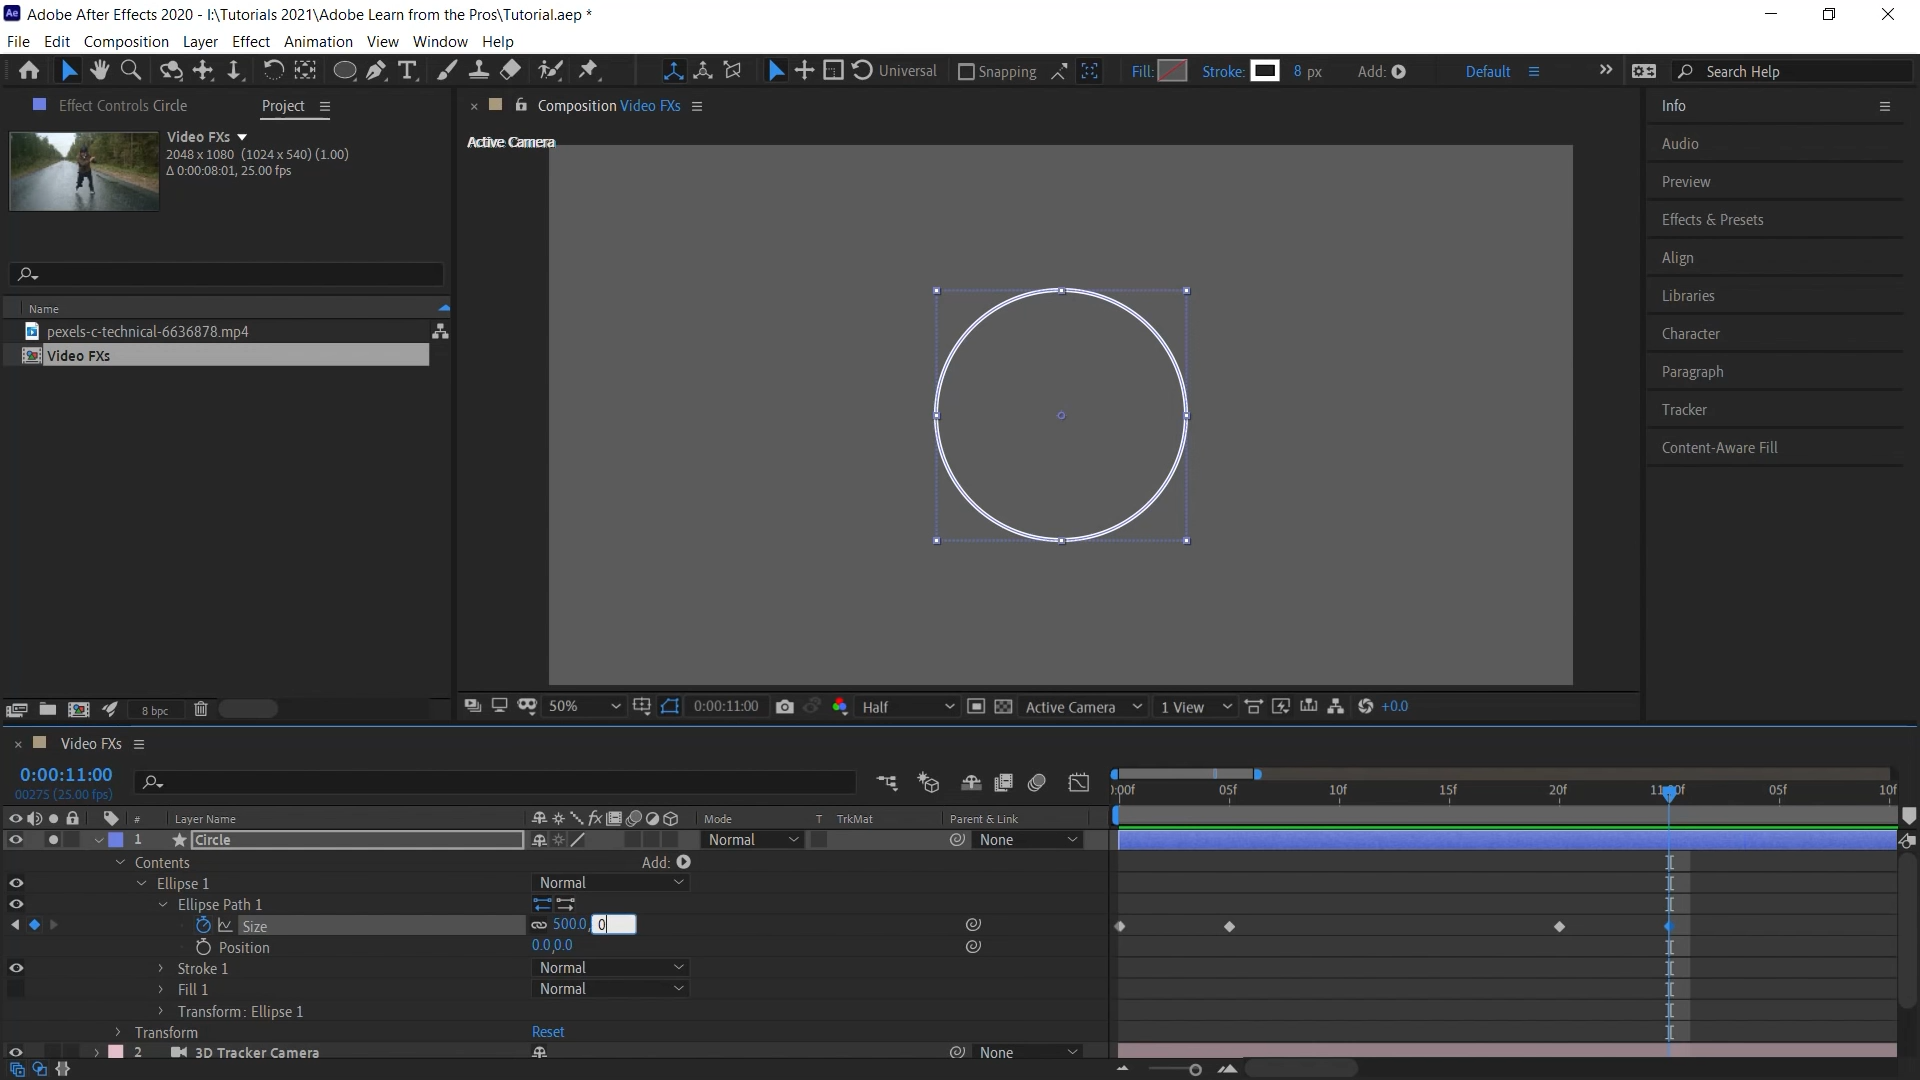 Adobe After Effects 2020 - I:\Tutorials 2021\Adobe Learn from the Pros\Tutorial.aep *
File Edit Composition Layer Effect Animation View Window Help
Universal Snapping Fill: Stroke: 8 px Add: Default Search Help
Effect Controls Circle Project
Composition Video FXs
Info
Video FXs
2048 x 1080 (1024 x 540) (1.00)
Δ 0:00:08:01, 25.00 fps
Active Camera
Audio
Preview
Effects & Presets
Align
Libraries
Character
Paragraph
Tracker
Content-Aware Fill
Name
pexels-c-technical-6636878.mp4
Video FXs
8 bpc
50% 0:00:11:00 Half Active Camera 1 View +0.0
Video FXs
0:00:11:00
00275 (25.00 fps)
05f 10f 15f 20f 05f 10f
# Layer Name Mode T TrkMat Parent & Link
1 Circle Normal None
Contents Add:
Ellipse 1 Normal
Ellipse Path 1
Size 500.0, 0
Position 0.0,0.0
Stroke 1 Normal
Fill 1 Normal
Transform: Ellipse 1
Transform Reset
2 3D Tracker Camera None